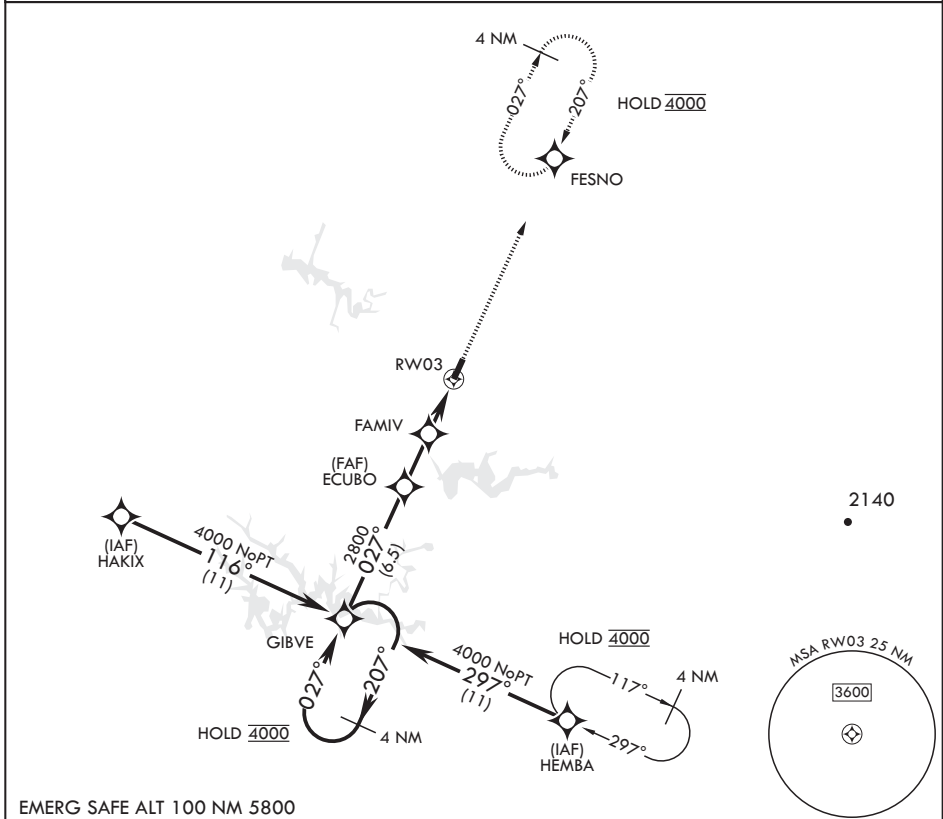 4 NM
027°
207°
HOLD 4000
FESNO
RW03
FAMIV
(FAF)
ECUBO
2140
(IAF)
HAKIX
4000 NoPT
116°
(11)
2800
027°
(6.5)
GIBVE
027°
207°
HOLD 4000
4 NM
4000 NoPT
297°
(11)
HOLD 4000
117°
4 NM
297°
(IAF)
HEMBA
MSA RW03 25 NM
3600
EMERG SAFE ALT 100 NM 5800